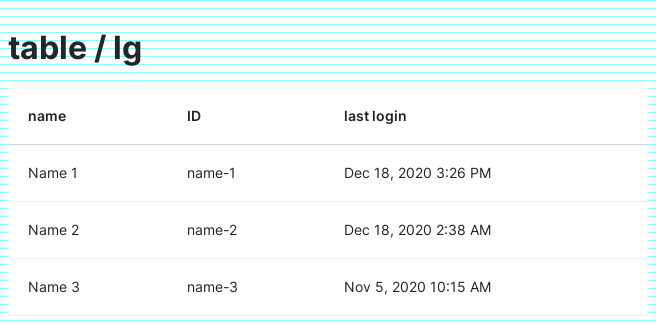 table / lg
name ID last login
Name 1 name-1 Dec 18, 2020 3:26 PM
Name 2 name-2 Dec 18, 2020 2:38 AM
Name 3 name-3 Nov 5, 2020 10:15 AM